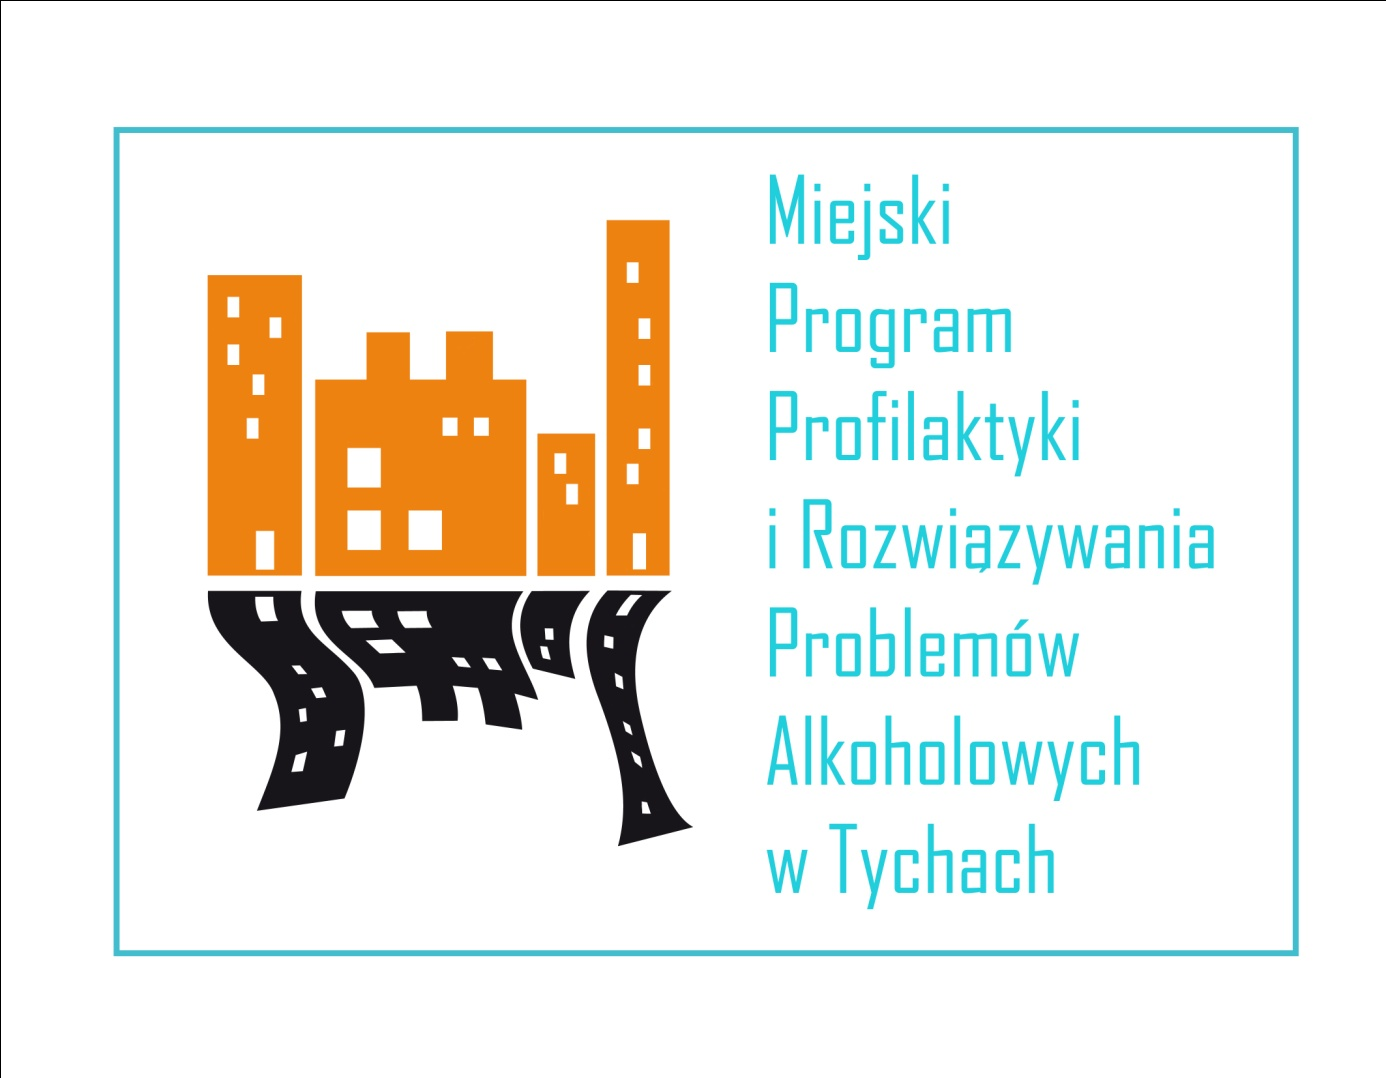 Miejski
Program
Profilaktyki
i Rozwiązywania
Problemów
Alkoholowych
w Tychach